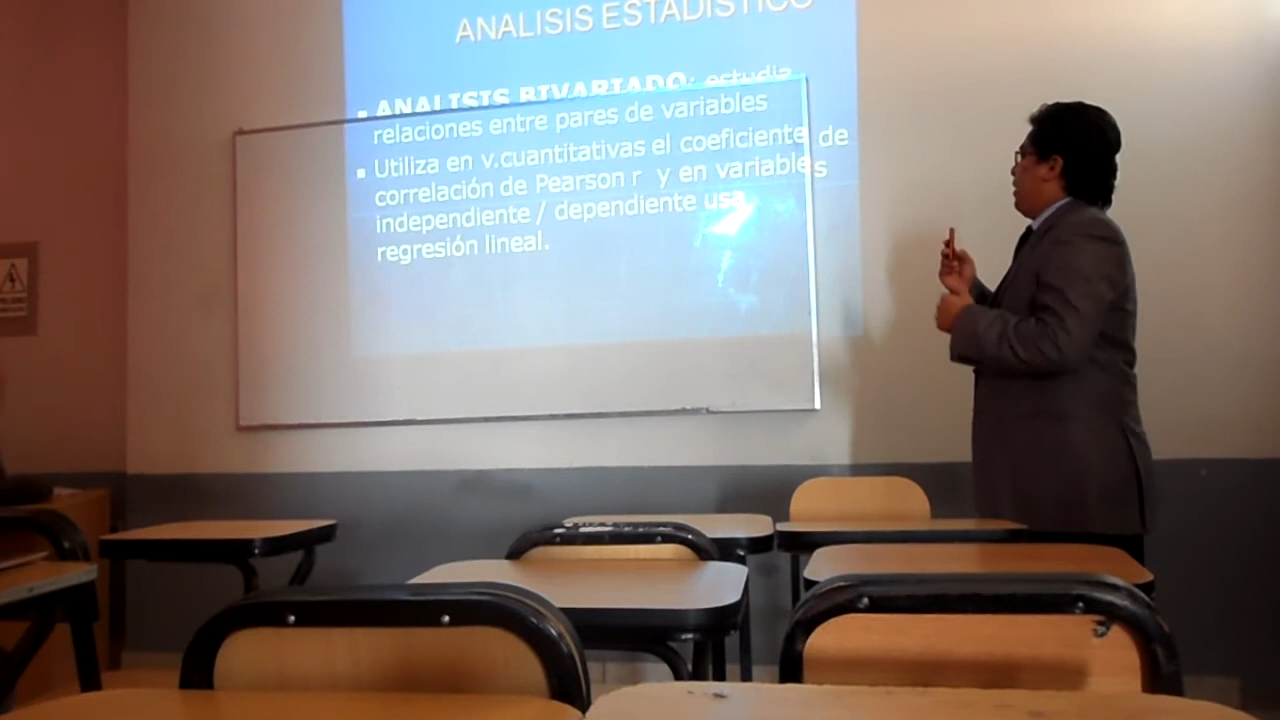 ANALISIS ESTADISTICO
▪ ANALISIS BIVARIADO: estudia
relaciones entre pares de variables
▪ Utiliza en v.cuantitativas el coeficiente de
correlación de Pearson r y en variables
independiente / dependiente usa
regresión lineal.
PELIGRO